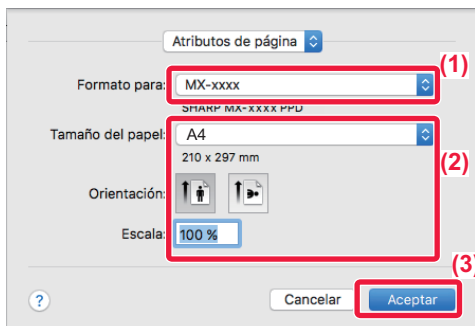 Atributos de página
(1)
Formato para: MX-xxxx
SHARP MX-xxxx PPD
Tamaño del papel: A4
210 x 297 mm
(2)
Orientación:
Escala: 100 %
(3)
? Cancelar Aceptar